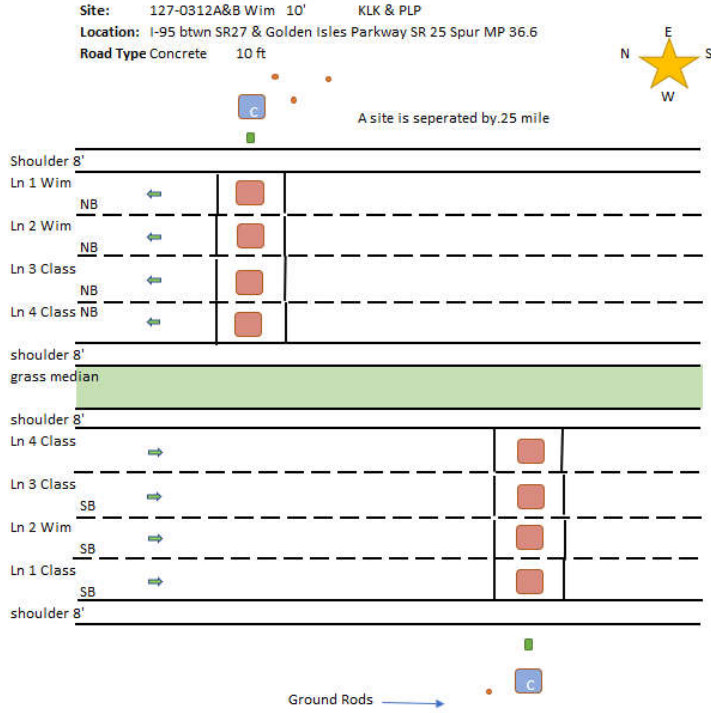 Site: 127-0312A&B Wim 10' KLK & PLP
Location: I-95 btwn SR27 & Golden Isles Parkway SR 25 Spur MP 36.6
Road Type Concrete 10 ft
E
N S
W
C
A site is seperated by.25 mile
Shoulder 8'
Ln 1 Wim
NB
Ln 2 Wim
NB
Ln 3 Class
NB
Ln 4 Class NB
shoulder 8'
grass median
shoulder 8'
Ln 4 Class
Ln 3 Class
SB
Ln 2 Wim
SB
Ln 1 Class
SB
shoulder 8'
C
Ground Rods